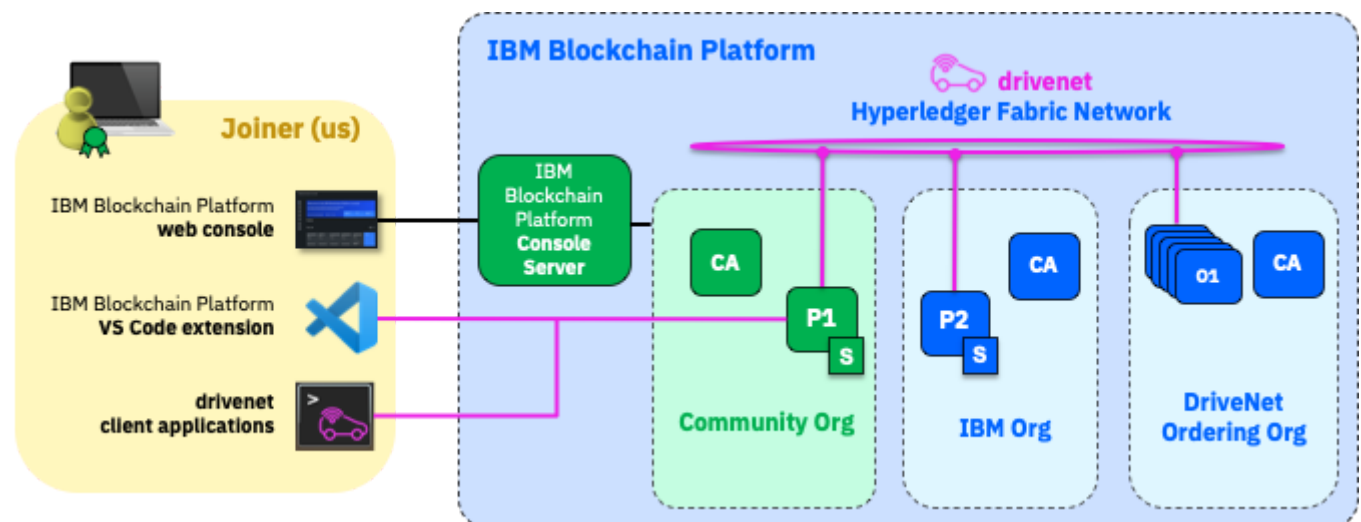 IBM Blockchain Platform
drivenet
Hyperledger Fabric Network
Joiner (us)
IBM Blockchain Platform
web console
IBM Blockchain Platform
VS Code extension
drivenet
client applications
>
IBM
Blockchain
Platform
Console
Server
CA
P1
S
Community Org
CA
P2
S
IBM Org
O1
CA
DriveNet
Ordering Org